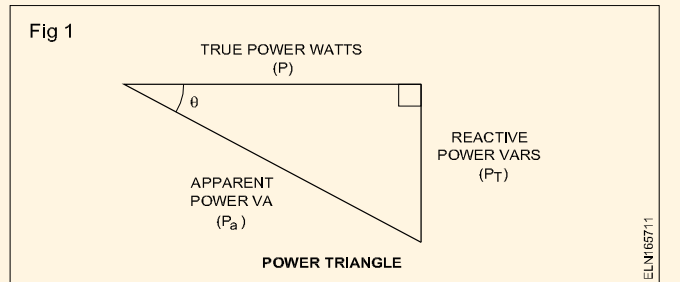 Fig 1
TRUE POWER WATTS
(P)
θ
REACTIVE
POWER VARS
(PT)
APPARENT
POWER VA
(Pa)
POWER TRIANGLE
ELN165711